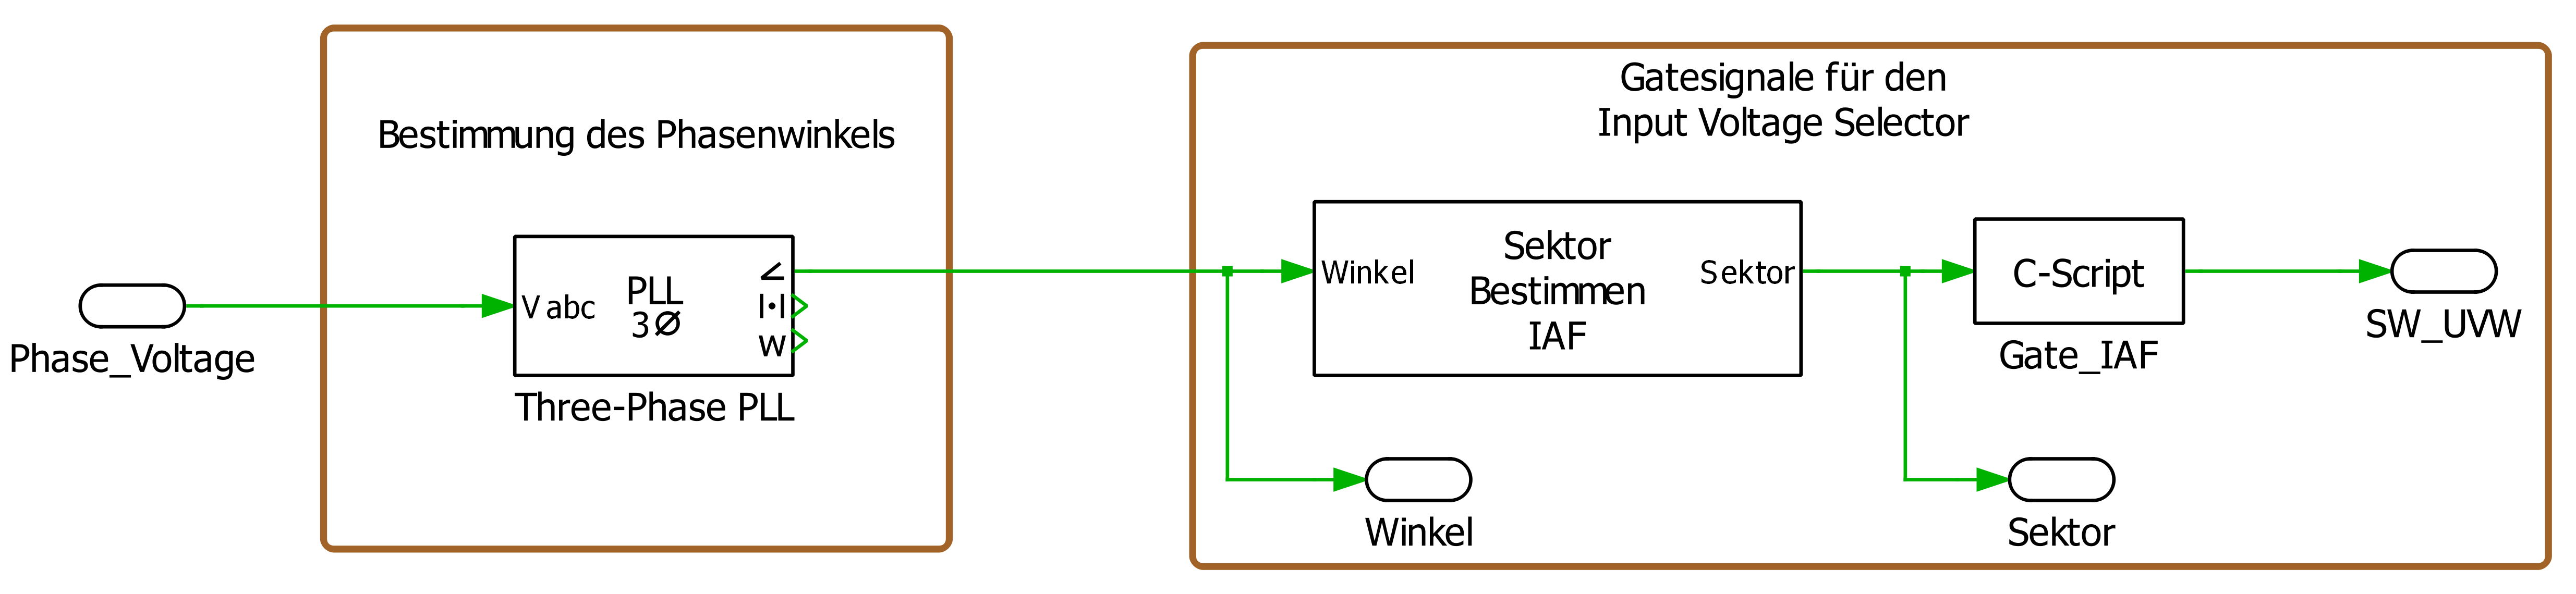 Bestimmung des Phasenwinkels
Phase_Voltage
V abc
PLL
3Ø
∠
|·|
w
Three-Phase PLL
Gatesignale für den
Input Voltage Selector
Winkel
Sektor
Bestimmen
IAF
Sektor
C-Script
Gate_IAF
SW_UVW
Winkel
Sektor